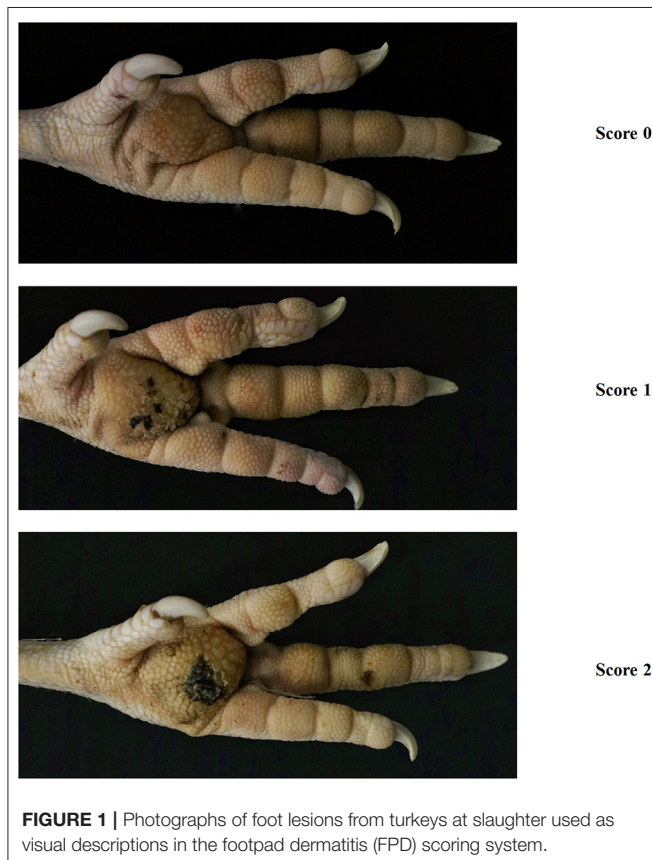 Score 0
Score 1
Score 2
FIGURE 1 | Photographs of foot lesions from turkeys at slaughter used as
visual descriptions in the footpad dermatitis (FPD) scoring system.